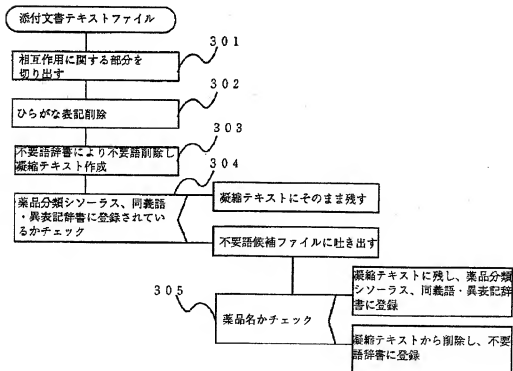 添付文書テキストファイル
301
相互作用に関する部分を
切り出す
302
ひらがな表記削除
303
不要語辞書により不要語削除し
凝縮テキスト作成
304
薬品分類シソーラス、同義語
・異表記辞書に登録されてい
るかチェック
凝縮テキストにそのまま残す
不要語候補ファイルに吐き出す
305
薬品名かチェック
凝縮テキストに残し、薬品分類
シソーラス、同義語・異表記辞
書に登録
凝縮テキストから削除し、不要
語辞書に登録